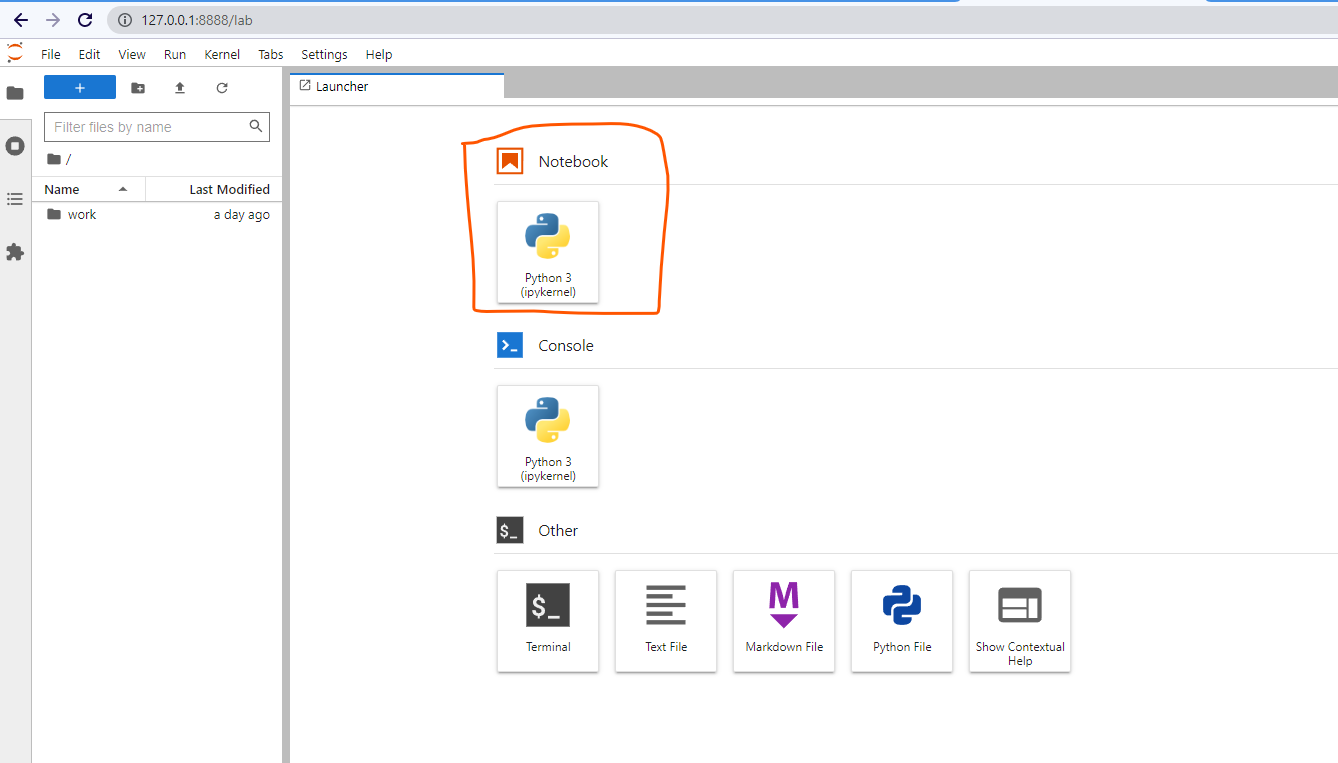 127.0.0.1:8888/lab
File Edit View Run Kernel Tabs Settings Help
+
Launcher
Filter files by name
/
Name Last Modified
work a day ago
Notebook
Python 3
(ipykernel)
Console
Python 3
(ipykernel)
$_ Other
$_
M
Terminal
Text File
Markdown File
Python File
Show Contextual
Help